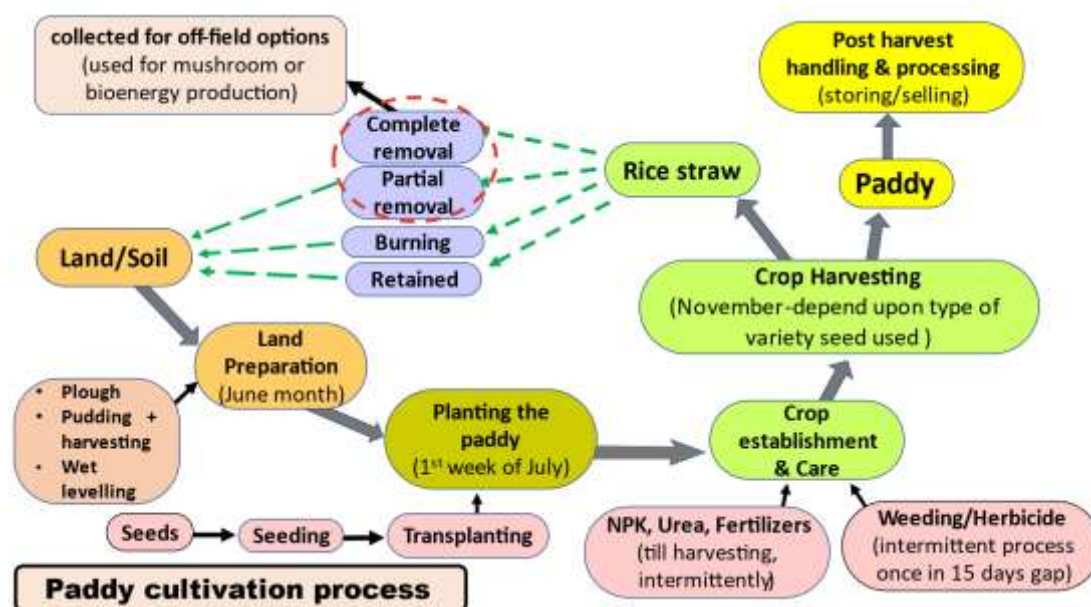 collected for off-field options
(used for mushroom or
bioenergy production)
Post harvest
handling & processing
(storing/selling)
Complete
removal
Partial
removal
Rice straw
Paddy
Burning
Retained
Land/Soil
Crop Harvesting
(November-depend upon type of
variety seed used )
Land
Preparation
(June month)
• Plough
• Pudding +
harvesting
• Wet
levelling
Planting the
paddy
(1st week of July)
Crop
establishment
& Care
Seeds
Seeding
Transplanting
NPK, Urea, Fertilizers
(till harvesting,
intermittently)
Weeding/Herbicide
(intermittent process
once in 15 days gap)
Paddy cultivation process